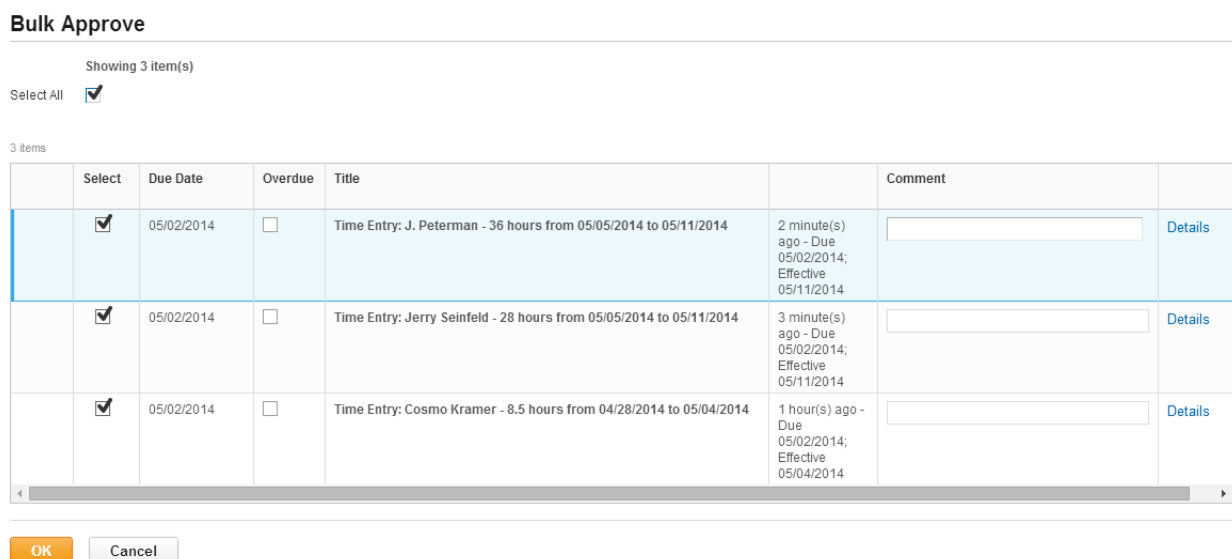 Bulk Approve
Showing 3 item(s)
Select All
3 items
Select Due Date Overdue Title Comment
05/02/2014 Time Entry: J. Peterman - 36 hours from 05/05/2014 to 05/11/2014 2 minute(s) Details
ago - Due
05/02/2014;
Effective
05/11/2014
05/02/2014 Time Entry: Jerry Seinfeld - 28 hours from 05/05/2014 to 05/11/2014 3 minute(s) Details
ago - Due
05/02/2014;
Effective
05/11/2014
05/02/2014 Time Entry: Cosmo Kramer - 8.5 hours from 04/28/2014 to 05/04/2014 1 hour(s) ago - Details
Due
05/02/2014;
Effective
05/04/2014
OK Cancel